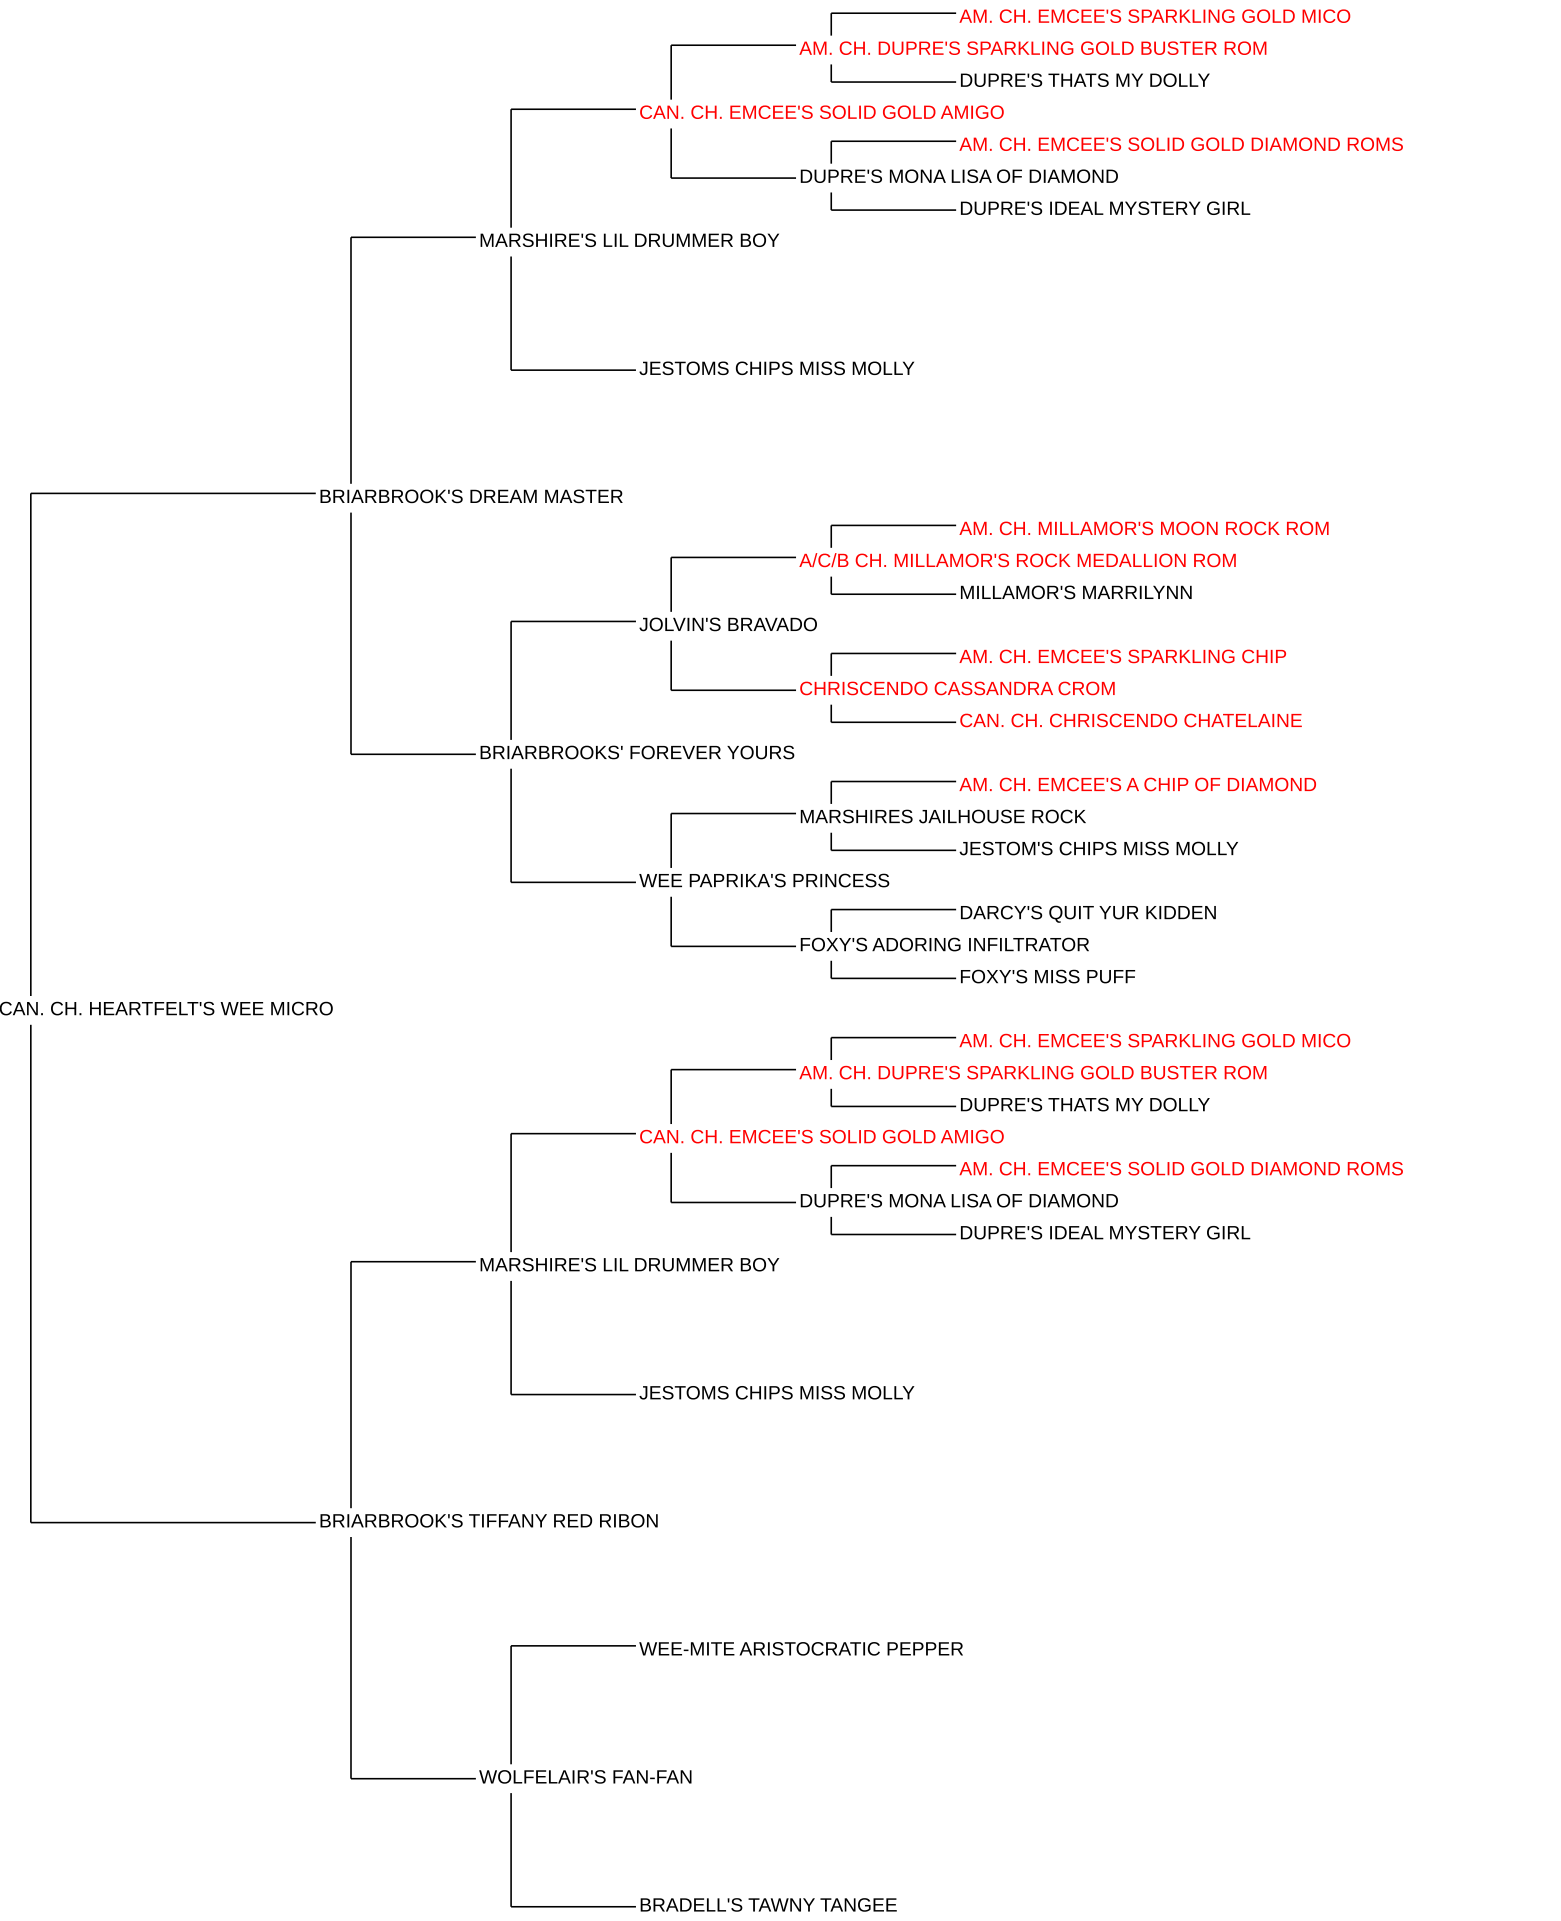 AM. CH. EMCEE'S SPARKLING GOLD MICO
AM. CH. DUPRE'S SPARKLING GOLD BUSTER ROM
DUPRE'S THATS MY DOLLY
CAN. CH. EMCEE'S SOLID GOLD AMIGO
AM. CH. EMCEE'S SOLID GOLD DIAMOND ROMS
DUPRE'S MONA LISA OF DIAMOND
DUPRE'S IDEAL MYSTERY GIRL
MARSHIRE'S LIL DRUMMER BOY
JESTOMS CHIPS MISS MOLLY
BRIARBROOK'S DREAM MASTER
AM. CH. MILLAMOR'S MOON ROCK ROM
A/C/B CH. MILLAMOR'S ROCK MEDALLION ROM
MILLAMOR'S MARRILYNN
JOLVIN'S BRAVADO
AM. CH. EMCEE'S SPARKLING CHIP
CHRISCENDO CASSANDRA CROM
CAN. CH. CHRISCENDO CHATELAINE
BRIARBROOKS' FOREVER YOURS
AM. CH. EMCEE'S A CHIP OF DIAMOND
MARSHIRES JAILHOUSE ROCK
JESTOM'S CHIPS MISS MOLLY
WEE PAPRIKA'S PRINCESS
DARCY'S QUIT YUR KIDDEN
FOXY'S ADORING INFILTRATOR
FOXY'S MISS PUFF
CAN. CH. HEARTFELT'S WEE MICRO
AM. CH. EMCEE'S SPARKLING GOLD MICO
AM. CH. DUPRE'S SPARKLING GOLD BUSTER ROM
DUPRE'S THATS MY DOLLY
CAN. CH. EMCEE'S SOLID GOLD AMIGO
AM. CH. EMCEE'S SOLID GOLD DIAMOND ROMS
DUPRE'S MONA LISA OF DIAMOND
DUPRE'S IDEAL MYSTERY GIRL
MARSHIRE'S LIL DRUMMER BOY
JESTOMS CHIPS MISS MOLLY
BRIARBROOK'S TIFFANY RED RIBON
WEE-MITE ARISTOCRATIC PEPPER
WOLFELAIR'S FAN-FAN
BRADELL'S TAWNY TANGEE